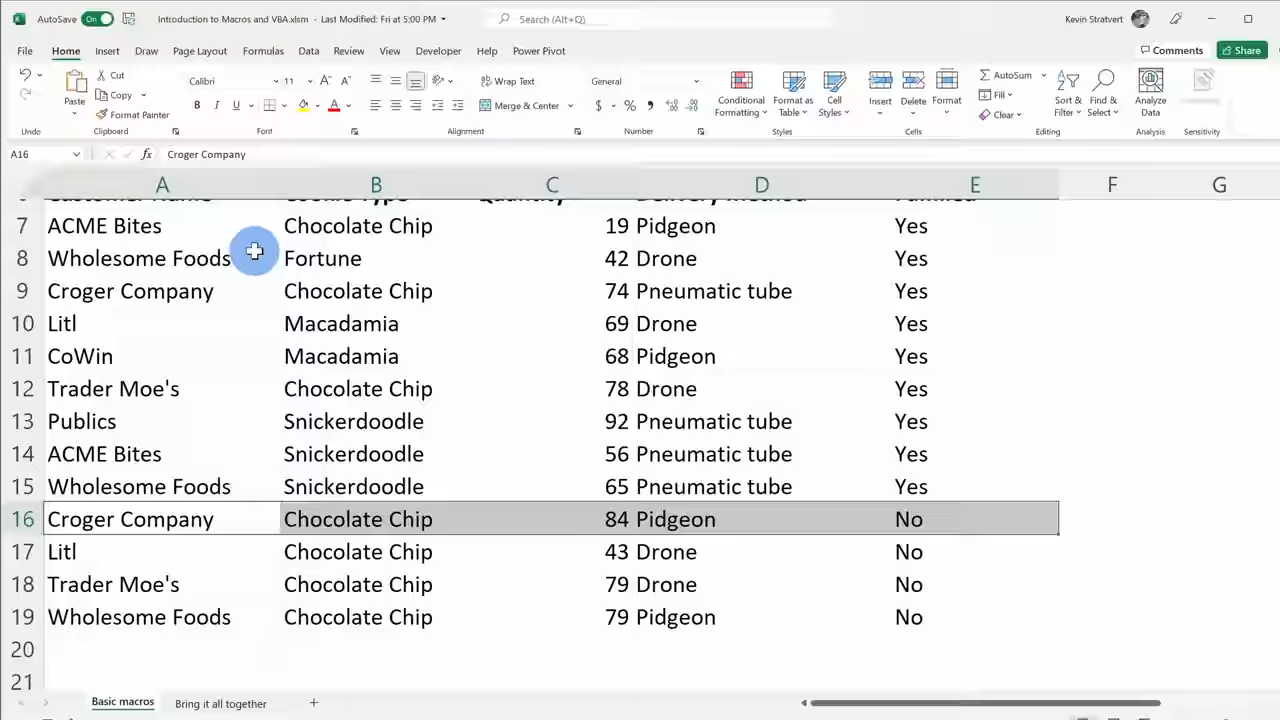 AutoSave On Introduction to Macros and VBA.xlsm - Last Modified: Fri at 5:00 PM Search (Alt+Q) Kevin Stratvert
File Home Insert Draw Page Layout Formulas Data Review View Developer Help Power Pivot Comments Share
Paste Cut Copy Format Painter
Calibri 11 B I U A A A
Wrap Text Merge & Center
General $ % ,
Conditional Formatting Format as Table Cell Styles Insert Delete Format
AutoSum Fill Clear Sort & Filter Find & Select Analyze Data
Undo Clipboard Font Alignment Number Styles Cells Editing Analysis Sensitivity
A16 fx Croger Company
A B C D E F G
7 ACME Bites Chocolate Chip 19 Pidgeon Yes
8 Wholesome Foods Fortune 42 Drone Yes
9 Croger Company Chocolate Chip 74 Pneumatic tube Yes
10 Litl Macadamia 69 Drone Yes
11 CoWin Macadamia 68 Pidgeon Yes
12 Trader Moe's Chocolate Chip 78 Drone Yes
13 Publics Snickerdoodle 92 Pneumatic tube Yes
14 ACME Bites Snickerdoodle 56 Pneumatic tube Yes
15 Wholesome Foods Snickerdoodle 65 Pneumatic tube Yes
16 Croger Company Chocolate Chip 84 Pidgeon No
17 Litl Chocolate Chip 43 Drone No
18 Trader Moe's Chocolate Chip 79 Drone No
19 Wholesome Foods Chocolate Chip 79 Pidgeon No
20
21
Basic macros Bring it all together +